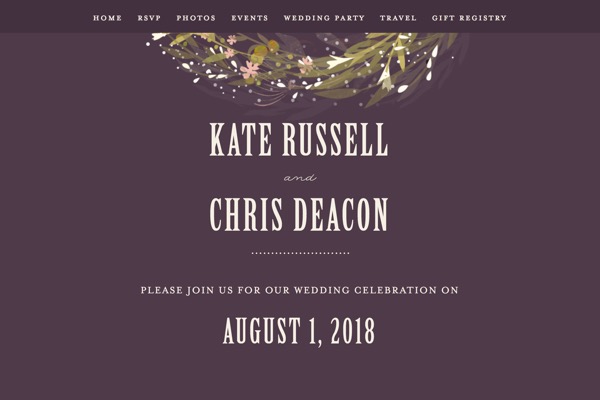 HOME RSVP PHOTOS EVENTS WEDDING PARTY TRAVEL GIFT REGISTRY
KATE RUSSELL
and
CHRIS DEACON
PLEASE JOIN US FOR OUR WEDDING CELEBRATION ON
AUGUST 1, 2018